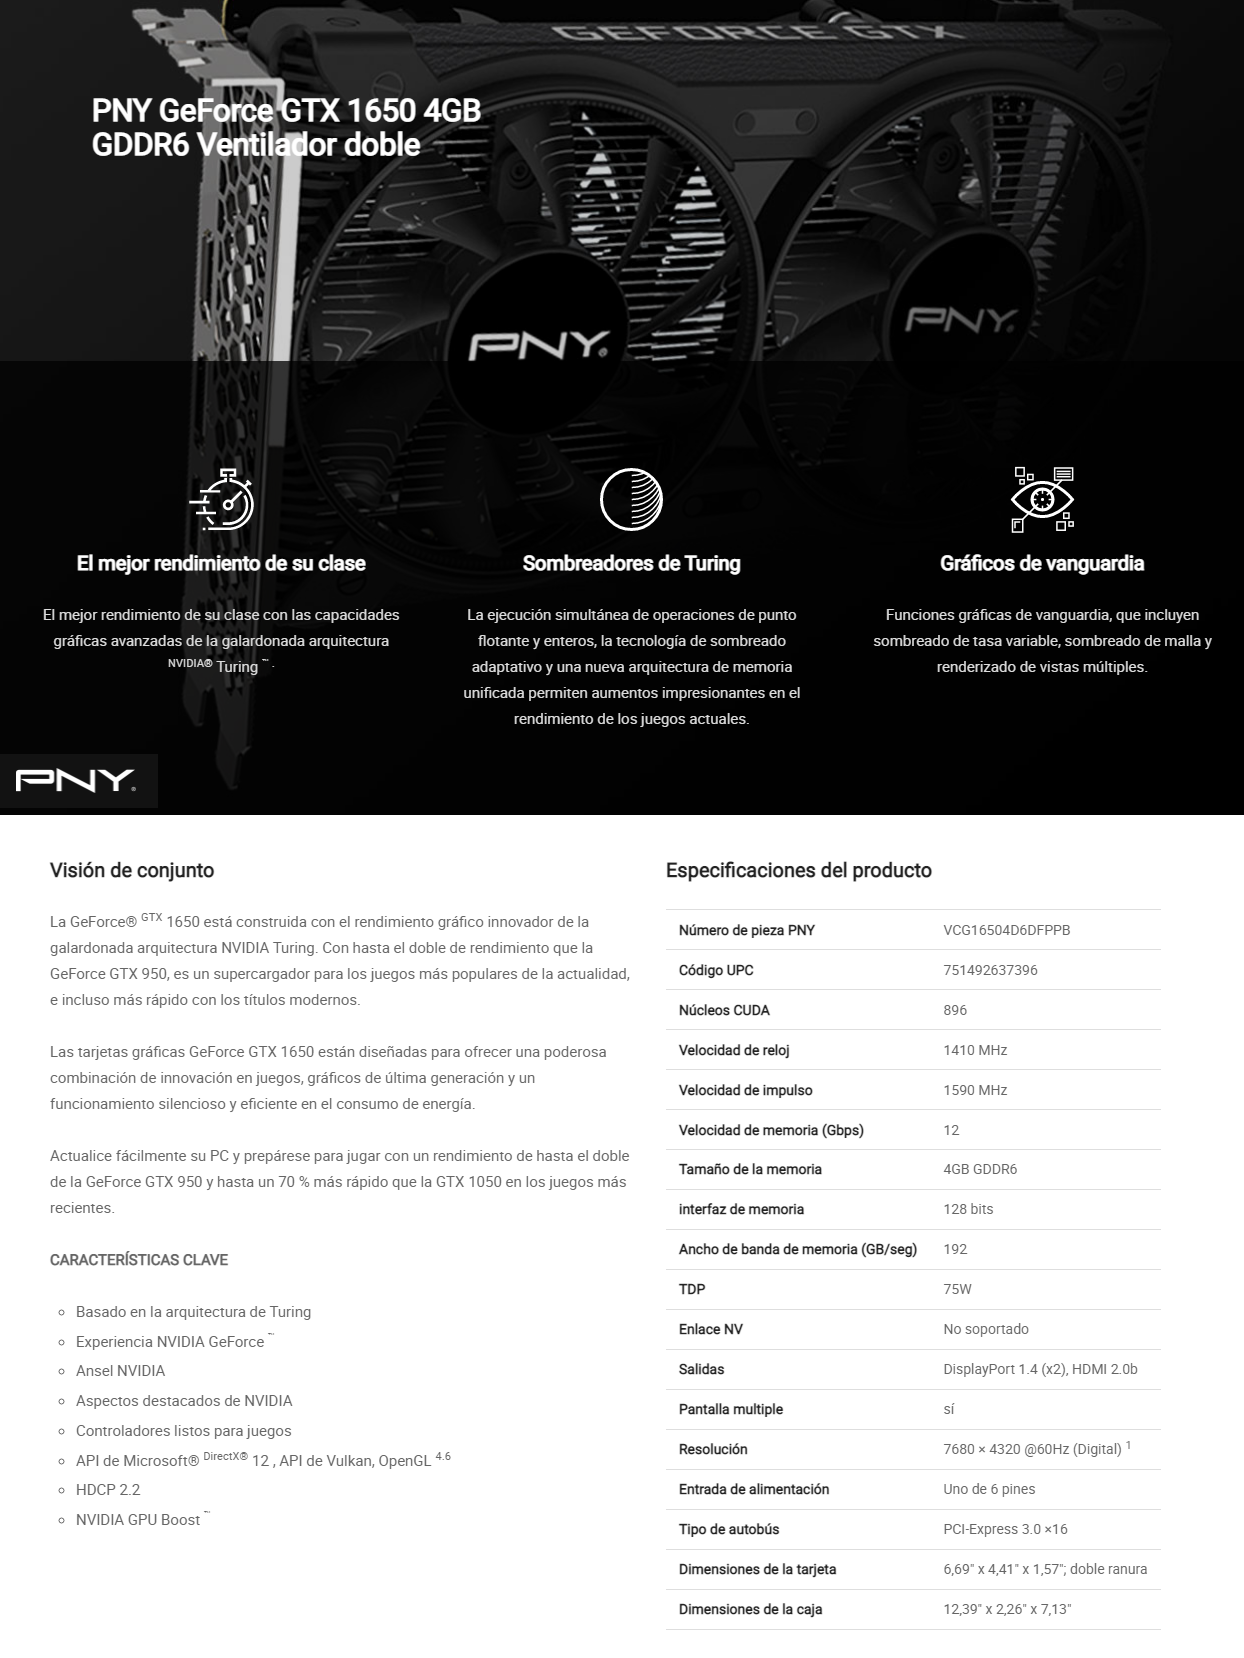 GEFORCE GTX
PNY GeForce GTX 1650 4GB
GDDR6 Ventilador doble
PNY®
PNY®
El mejor rendimiento de su clase
El mejor rendimiento de su clase con las capacidades
gráficas avanzadas de la galardonada arquitectura
NVIDIA® Turing ™ .
Sombreadores de Turing
La ejecución simultánea de operaciones de punto
flotante y enteros, la tecnología de sombreado
adaptativo y una nueva arquitectura de memoria
unificada permiten aumentos impresionantes en el
rendimiento de los juegos actuales.
Gráficos de vanguardia
Funciones gráficas de vanguardia, que incluyen
sombreado de tasa variable, sombreado de malla y
renderizado de vistas múltiples.
PNY®
Visión de conjunto
La GeForce® GTX 1650 está construida con el rendimiento gráfico innovador de la
galardonada arquitectura NVIDIA Turing. Con hasta el doble de rendimiento que la
GeForce GTX 950, es un supercargador para los juegos más populares de la actualidad,
e incluso más rápido con los títulos modernos.
Las tarjetas gráficas GeForce GTX 1650 están diseñadas para ofrecer una poderosa
combinación de innovación en juegos, gráficos de última generación y un
funcionamiento silencioso y eficiente en el consumo de energía.
Actualice fácilmente su PC y prepárese para jugar con un rendimiento de hasta el doble
de la GeForce GTX 950 y hasta un 70 % más rápido que la GTX 1050 en los juegos más
recientes.
CARACTERÍSTICAS CLAVE
Basado en la arquitectura de Turing
Experiencia NVIDIA GeForce ™
Ansel NVIDIA
Aspectos destacados de NVIDIA
Controladores listos para juegos
API de Microsoft® DirectX® 12 , API de Vulkan, OpenGL 4.6
HDCP 2.2
NVIDIA GPU Boost ™
Especificaciones del producto
Número de pieza PNY VCG16504D6DFPPB
Código UPC 751492637396
Núcleos CUDA 896
Velocidad de reloj 1410 MHz
Velocidad de impulso 1590 MHz
Velocidad de memoria (Gbps) 12
Tamaño de la memoria 4GB GDDR6
interfaz de memoria 128 bits
Ancho de banda de memoria (GB/seg) 192
TDP 75W
Enlace NV No soportado
Salidas DisplayPort 1.4 (x2), HDMI 2.0b
Pantalla multiple sí
Resolución 7680 × 4320 @60Hz (Digital) 1
Entrada de alimentación Uno de 6 pines
Tipo de autobús PCI-Express 3.0 ×16
Dimensiones de la tarjeta 6,69" x 4,41" x 1,57"; doble ranura
Dimensiones de la caja 12,39" x 2,26" x 7,13"